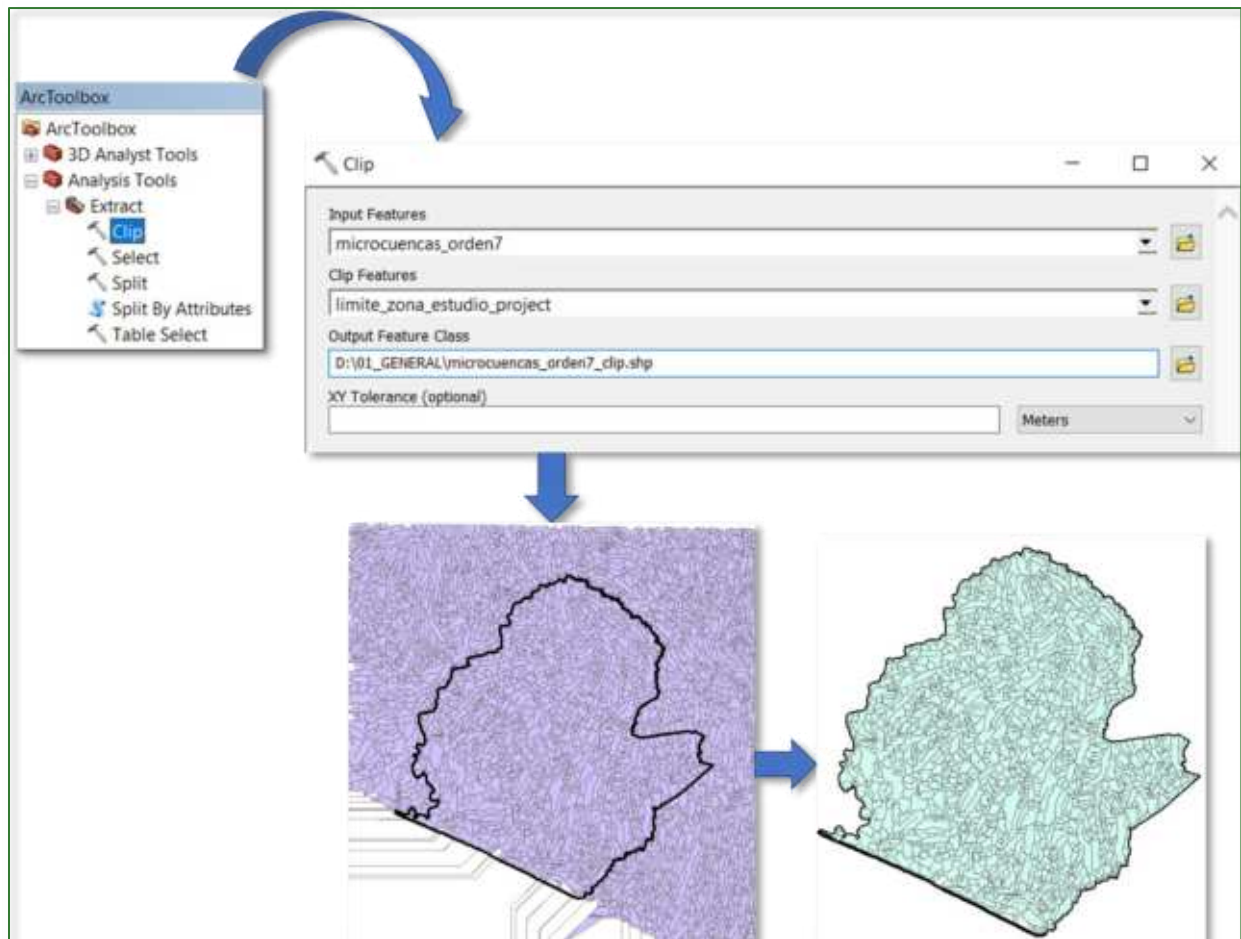 ArcToolbox
ArcToolbox
3D Analyst Tools
Analysis Tools
Extract
Clip
Select
Split
Split By Attributes
Table Select
Clip
Input Features
microcuencas_orden7
Clip Features
limite_zona_estudio_project
Output Feature Class
D:\01_GENERAL\microcuencas_orden7_clip.shp
XY Tolerance (optional)
Meters